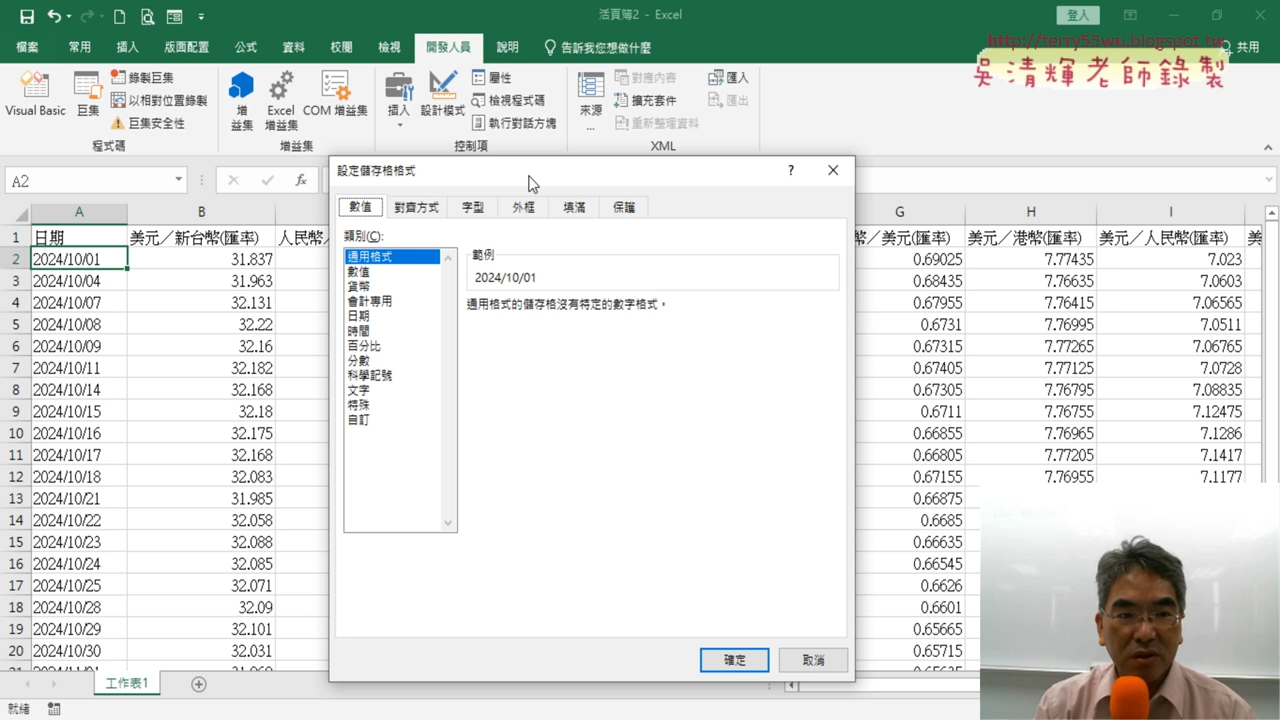 活頁簿2 - Excel
登入
檔案 常用 插入 版面配置 公式 資料 校閱 檢視 開發人員 說明 告訴我您想做什麼 共用
http://terry55wu.blogspot.tw
吳清輝老師錄製
Visual Basic 巨集 錄製巨集 以相對位置錄製 巨集安全性
程式碼
增益集 Excel 增益集 COM 增益集
增益集
插入 設計模式 屬性 檢視程式碼 執行對話方塊
控制項
來源... 對應內容 擴充套件 重新整理資料 匯入 匯出
XML
A2 fx
設定儲存格格式 ?
數值 對齊方式 字型 外框 填滿 保護
類別(C):
通用格式
數值
貨幣
會計專用
日期
時間
百分比
分數
科學記號
文字
特殊
自訂
範例
2024/10/01
通用格式的儲存格沒有特定的數字格式。
確定 取消
A B G H I
1 日期 美元／新台幣(匯率) 人民幣／ 幣／美元(匯率) 美元／港幣(匯率) 美元／人民幣(匯率) 美
2 2024/10/01 31.837 0.69025 7.77435 7.023
3 2024/10/04 31.963 0.68435 7.76635 7.0603
4 2024/10/07 32.131 0.67955 7.76415 7.06565
5 2024/10/08 32.22 0.6731 7.76995 7.0511
6 2024/10/09 32.16 0.67315 7.77265 7.06765
7 2024/10/11 32.182 0.67405 7.77125 7.0728
8 2024/10/14 32.168 0.67305 7.76795 7.08835
9 2024/10/15 32.18 0.6711 7.76755 7.12475
10 2024/10/16 32.175 0.66855 7.76965 7.1286
11 2024/10/17 32.168 0.66805 7.77205 7.1417
12 2024/10/18 32.083 0.67155 7.76955 7.1177
13 2024/10/21 31.985 0.66875
14 2024/10/22 32.058 0.6685
15 2024/10/23 32.088 0.66635
16 2024/10/24 32.085 0.66545
17 2024/10/25 32.071 0.6626
18 2024/10/28 32.09 0.6601
19 2024/10/29 32.101 0.65665
20 2024/10/30 32.031 0.65715
工作表1
就緒